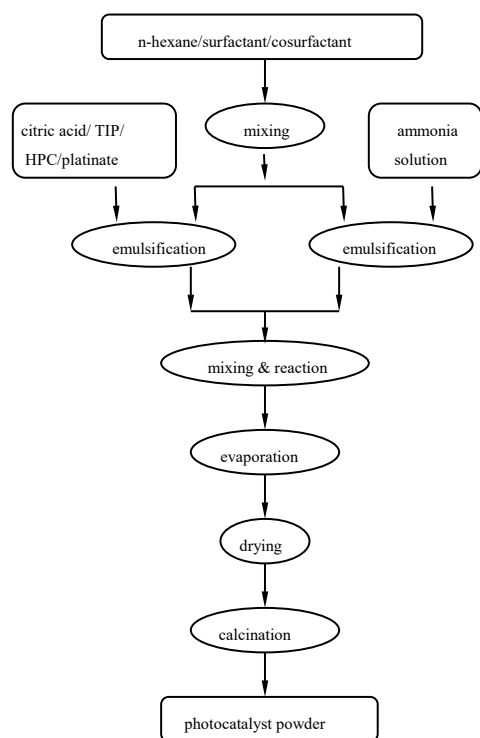 n-hexane/surfactant/cosurfactant
mixing
citric acid/ TIP/
HPC/platinate
ammonia
solution
emulsification
emulsification
mixing & reaction
evaporation
drying
calcination
photocatalyst powder